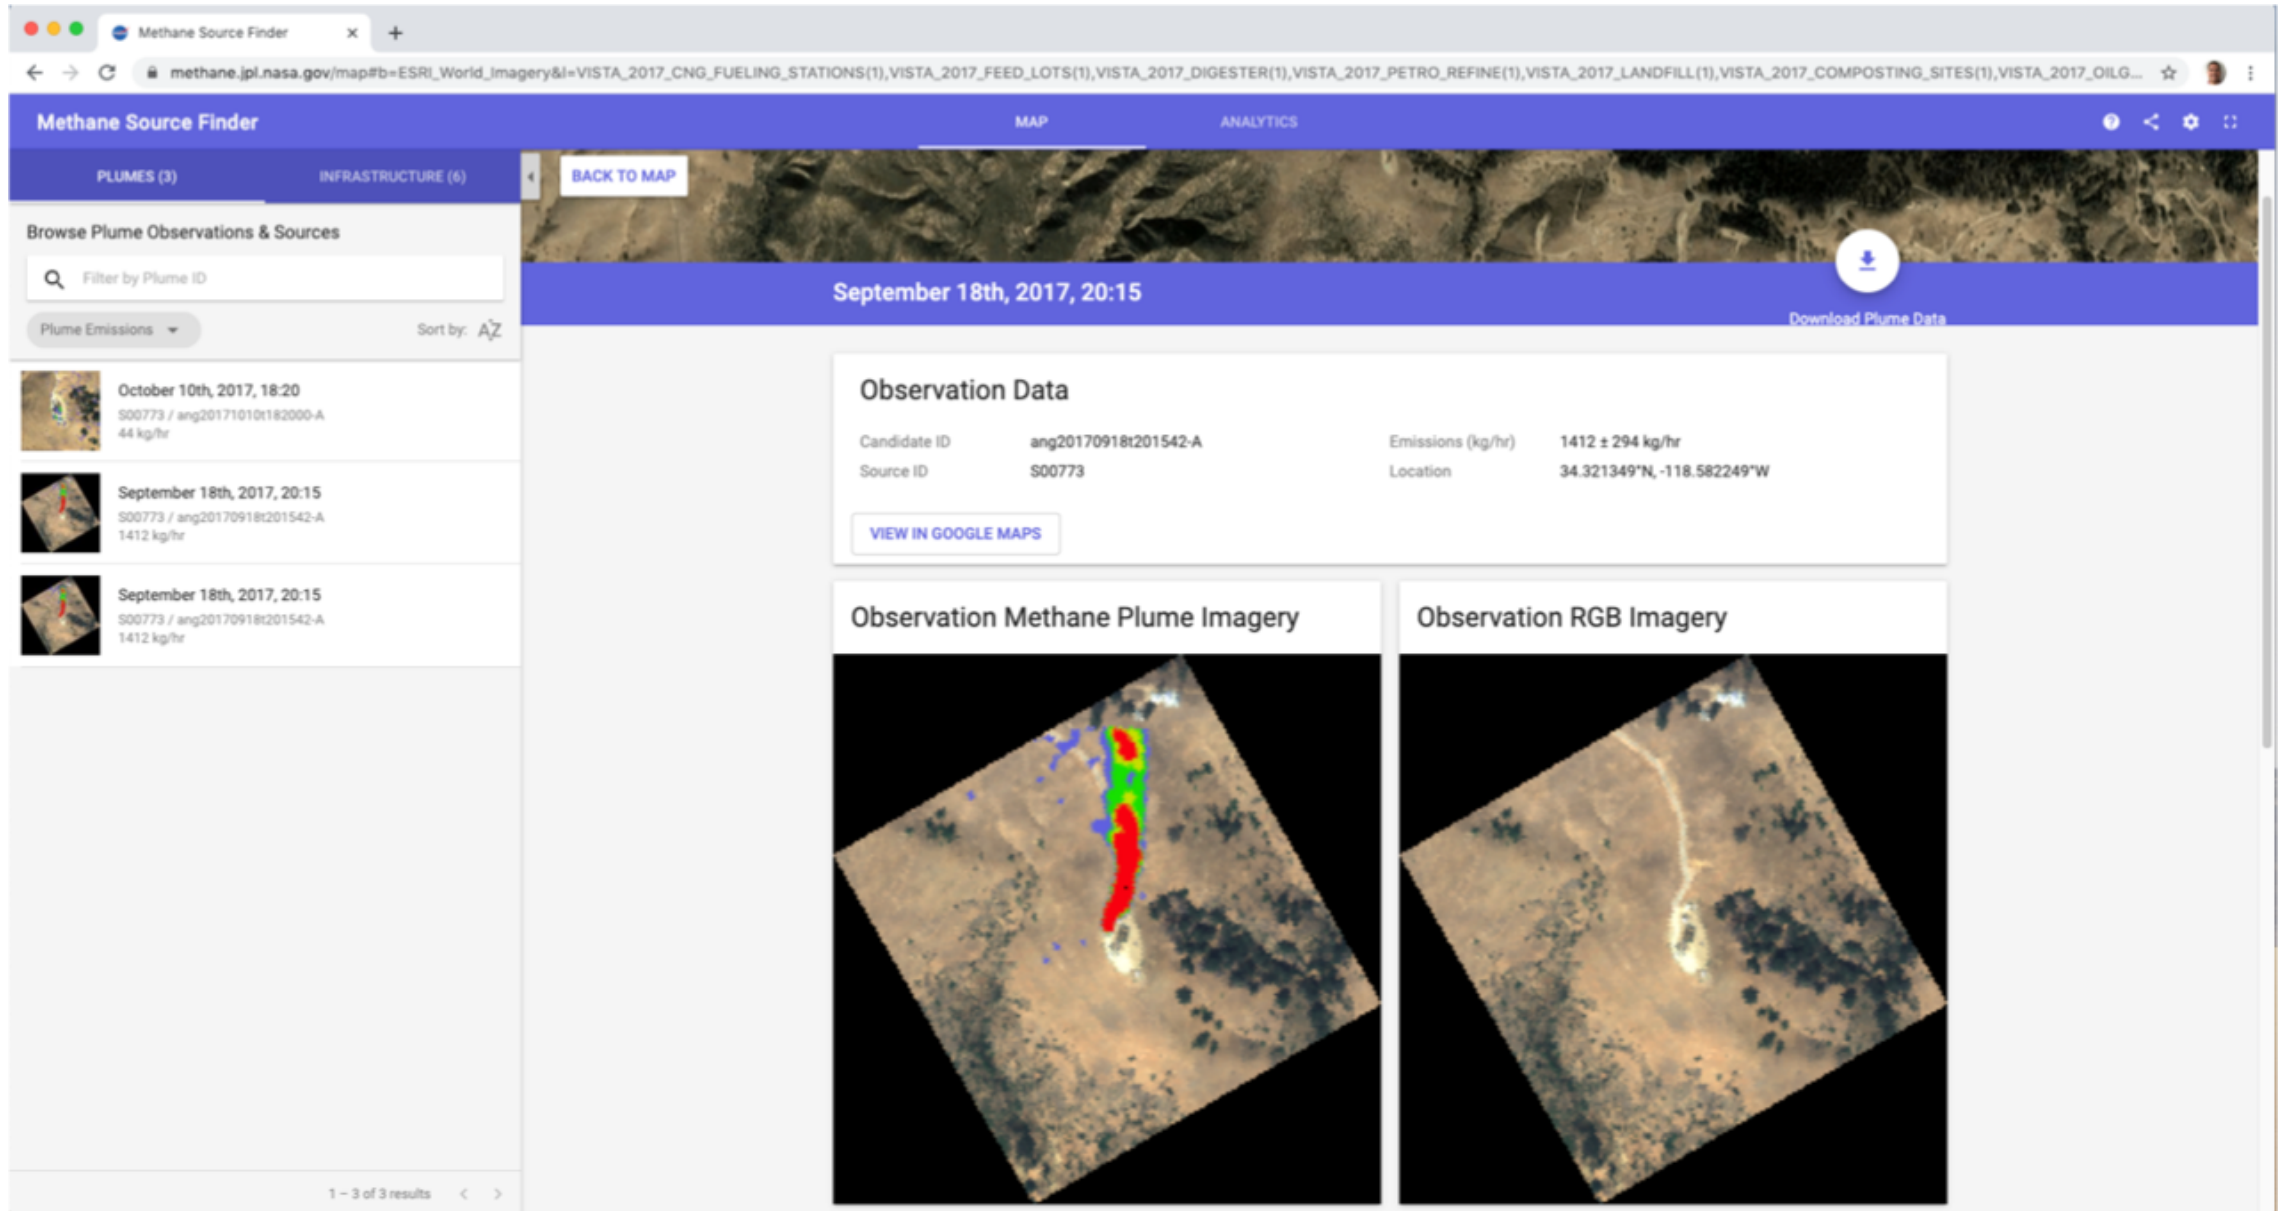 Methane Source Finder
methane.jpl.nasa.gov/map#b=ESRI_World_Imagery&l=VISTA_2017_CNG_FUELING_STATIONS(1),VISTA_2017_FEED_LOTS(1),VISTA_2017_DIGESTER(1),VISTA_2017_PETRO_REFINE(1),VISTA_2017_LANDFILL(1),VISTA_2017_COMPOSTING_SITES(1),VISTA_2017_OILG...
Methane Source Finder
MAP
ANALYTICS
PLUMES (3)
INFRASTRUCTURE (6)
BACK TO MAP
Browse Plume Observations & Sources
Filter by Plume ID
Plume Emissions
Sort by: AZ
October 10th, 2017, 18:20
S00773 / ang20171010t182000-A
44 kg/hr
September 18th, 2017, 20:15
S00773 / ang20170918t201542-A
1412 kg/hr
September 18th, 2017, 20:15
S00773 / ang20170918t201542-A
1412 kg/hr
1 – 3 of 3 results
September 18th, 2017, 20:15
Download Plume Data
Observation Data
Candidate ID ang20170918t201542-A Emissions (kg/hr) 1412 ± 294 kg/hr
Source ID S00773 Location 34.321349°N, -118.582249°W
VIEW IN GOOGLE MAPS
Observation Methane Plume Imagery
Observation RGB Imagery